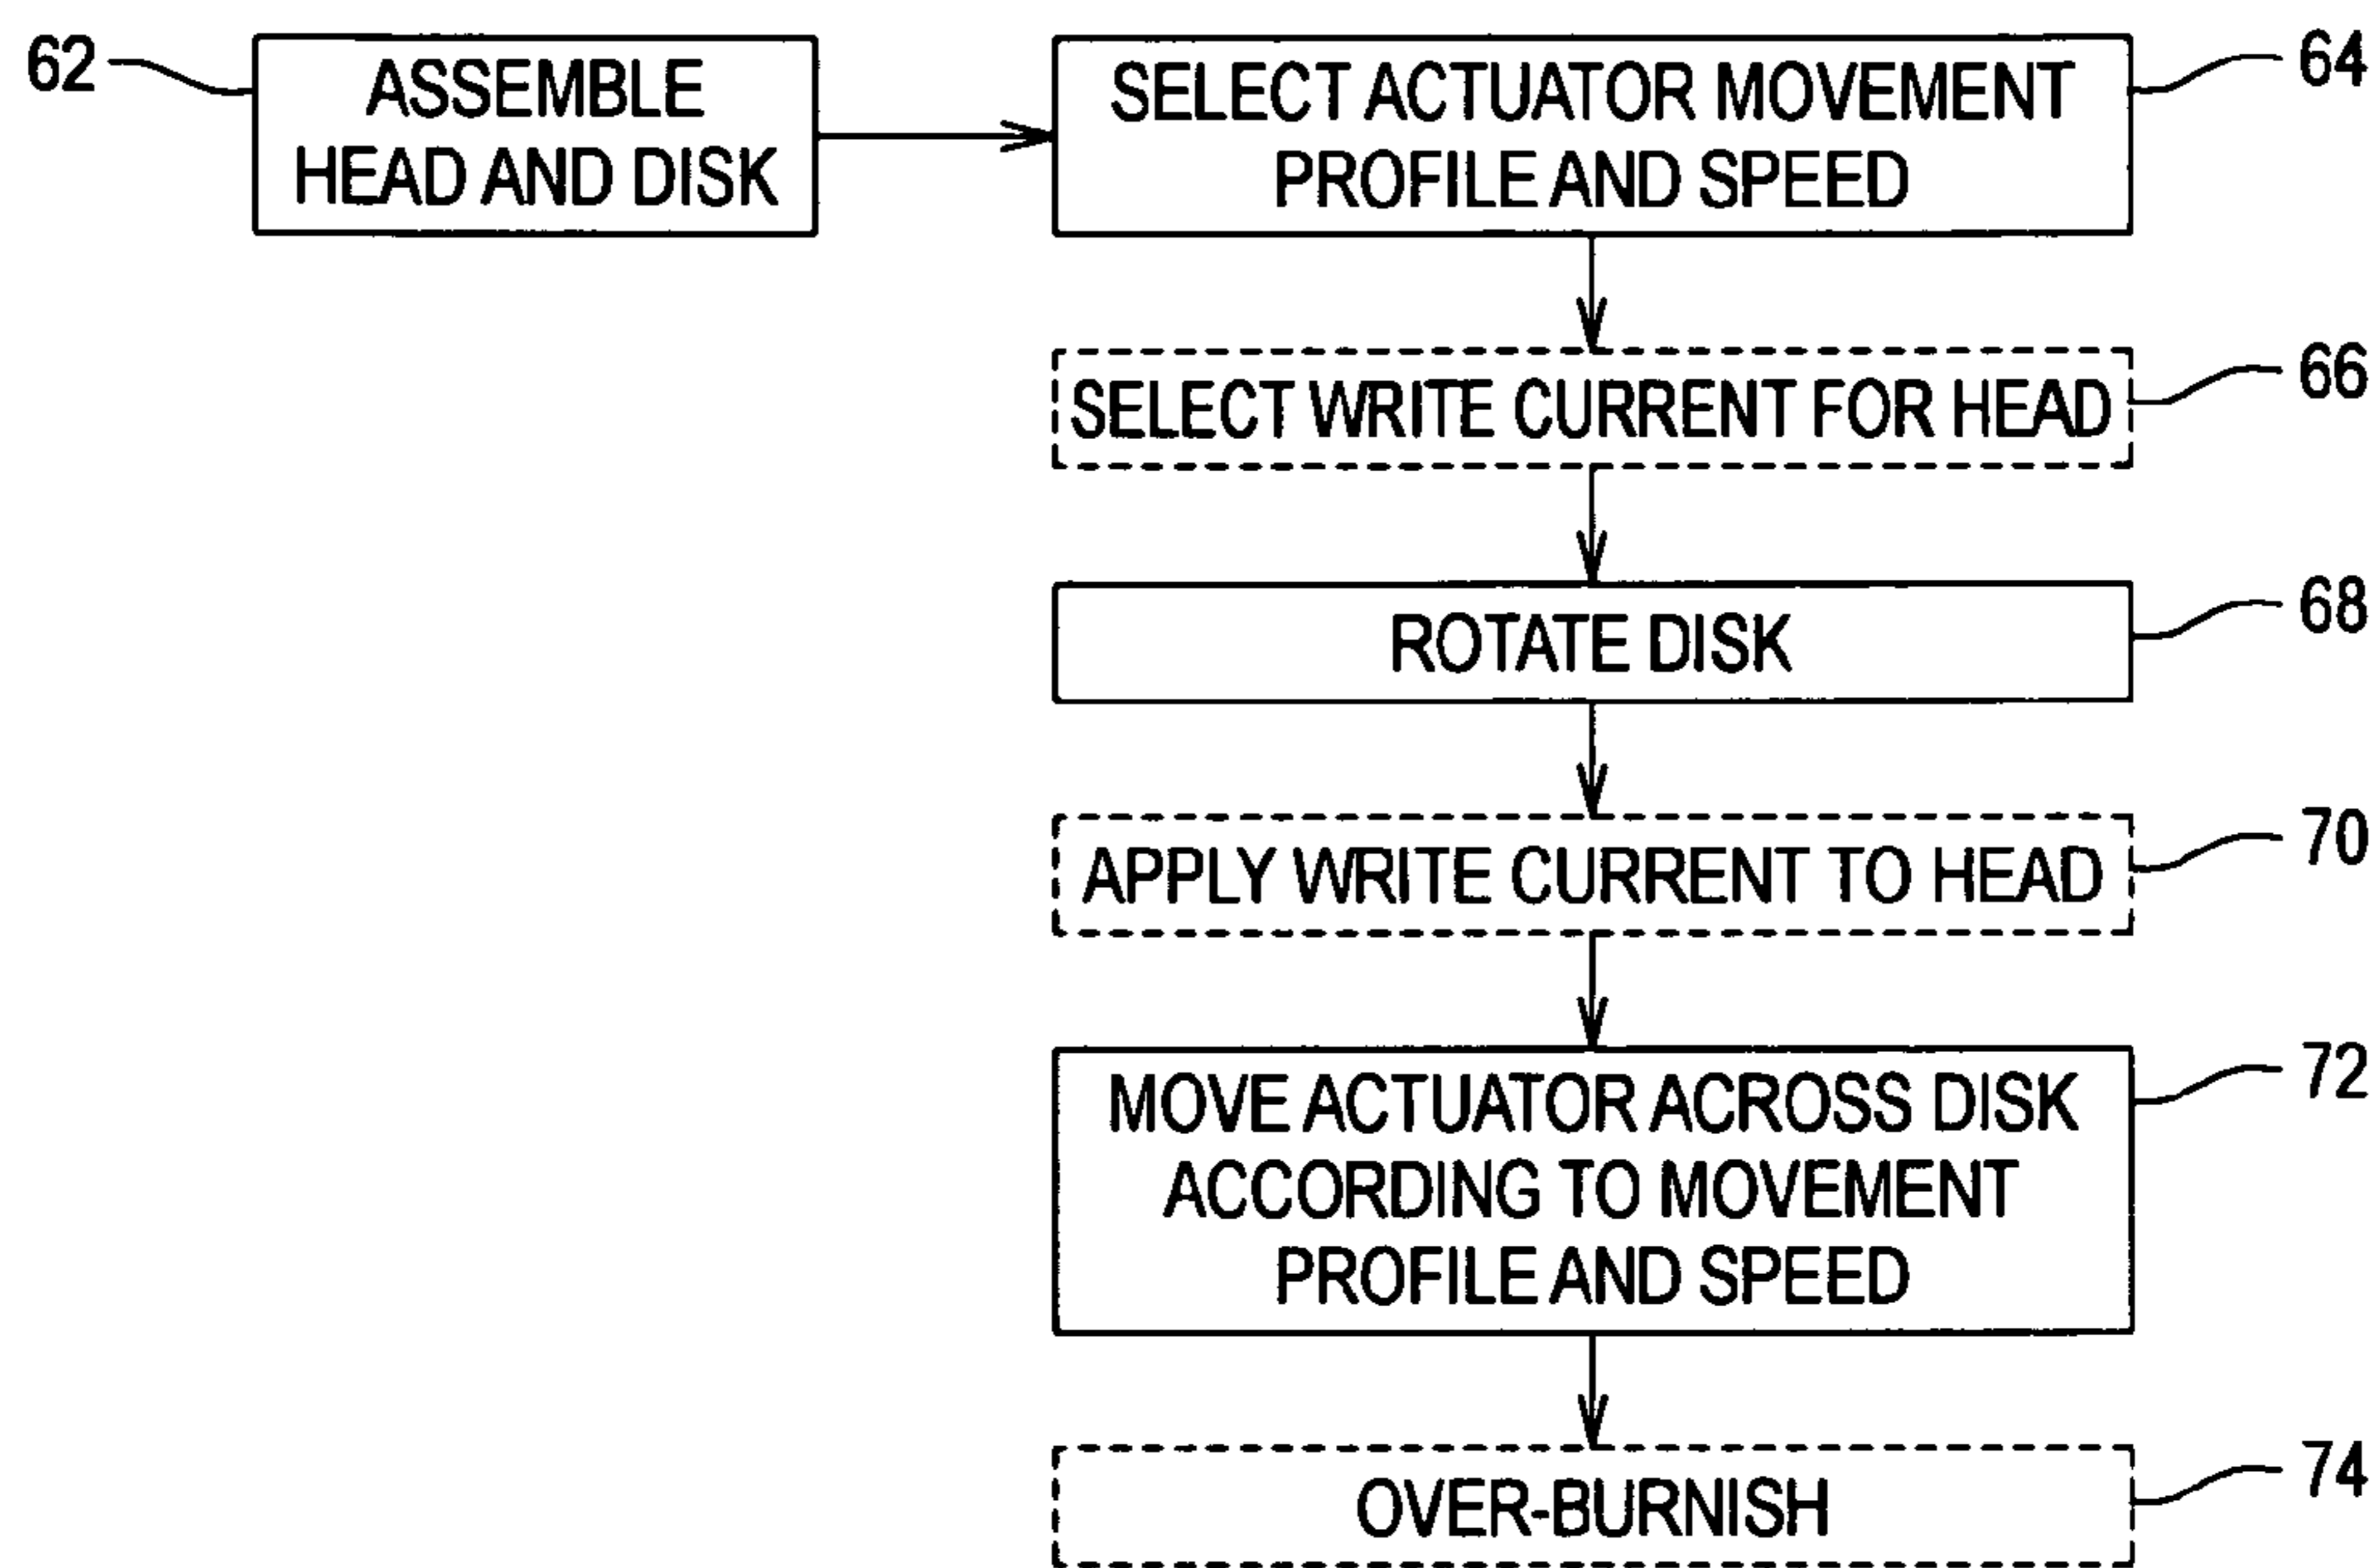 62
ASSEMBLE
HEAD AND DISK
SELECT ACTUATOR MOVEMENT
PROFILE AND SPEED
64
SELECT WRITE CURRENT FOR HEAD
66
ROTATE DISK
68
APPLY WRITE CURRENT TO HEAD
70
MOVE ACTUATOR ACROSS DISK
ACCORDING TO MOVEMENT
PROFILE AND SPEED
72
OVER-BURNISH
74